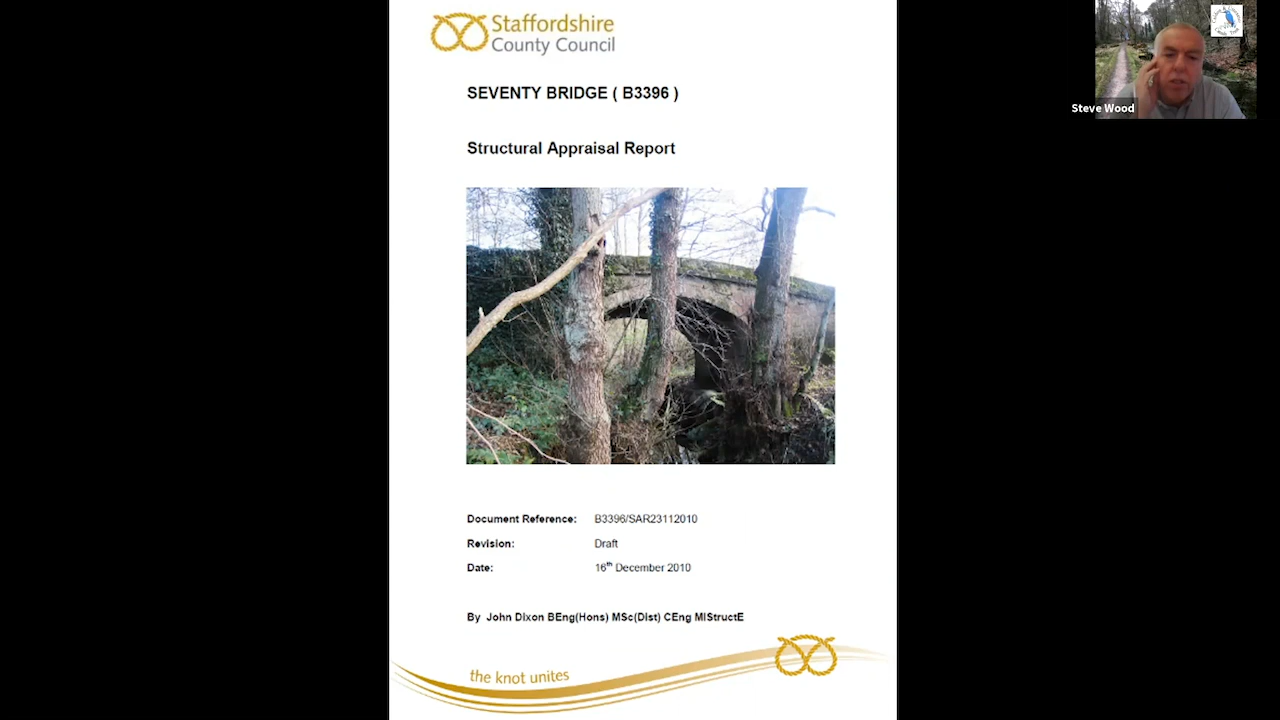 Staffordshire
County Council
SEVENTY BRIDGE ( B3396 )
Structural Appraisal Report
Document Reference: B3396/SAR23112010
Revision: Draft
Date: 16th December 2010
By John Dixon BEng(Hons) MSc(Dist) CEng MIStructE
the knot unites
Steve Wood